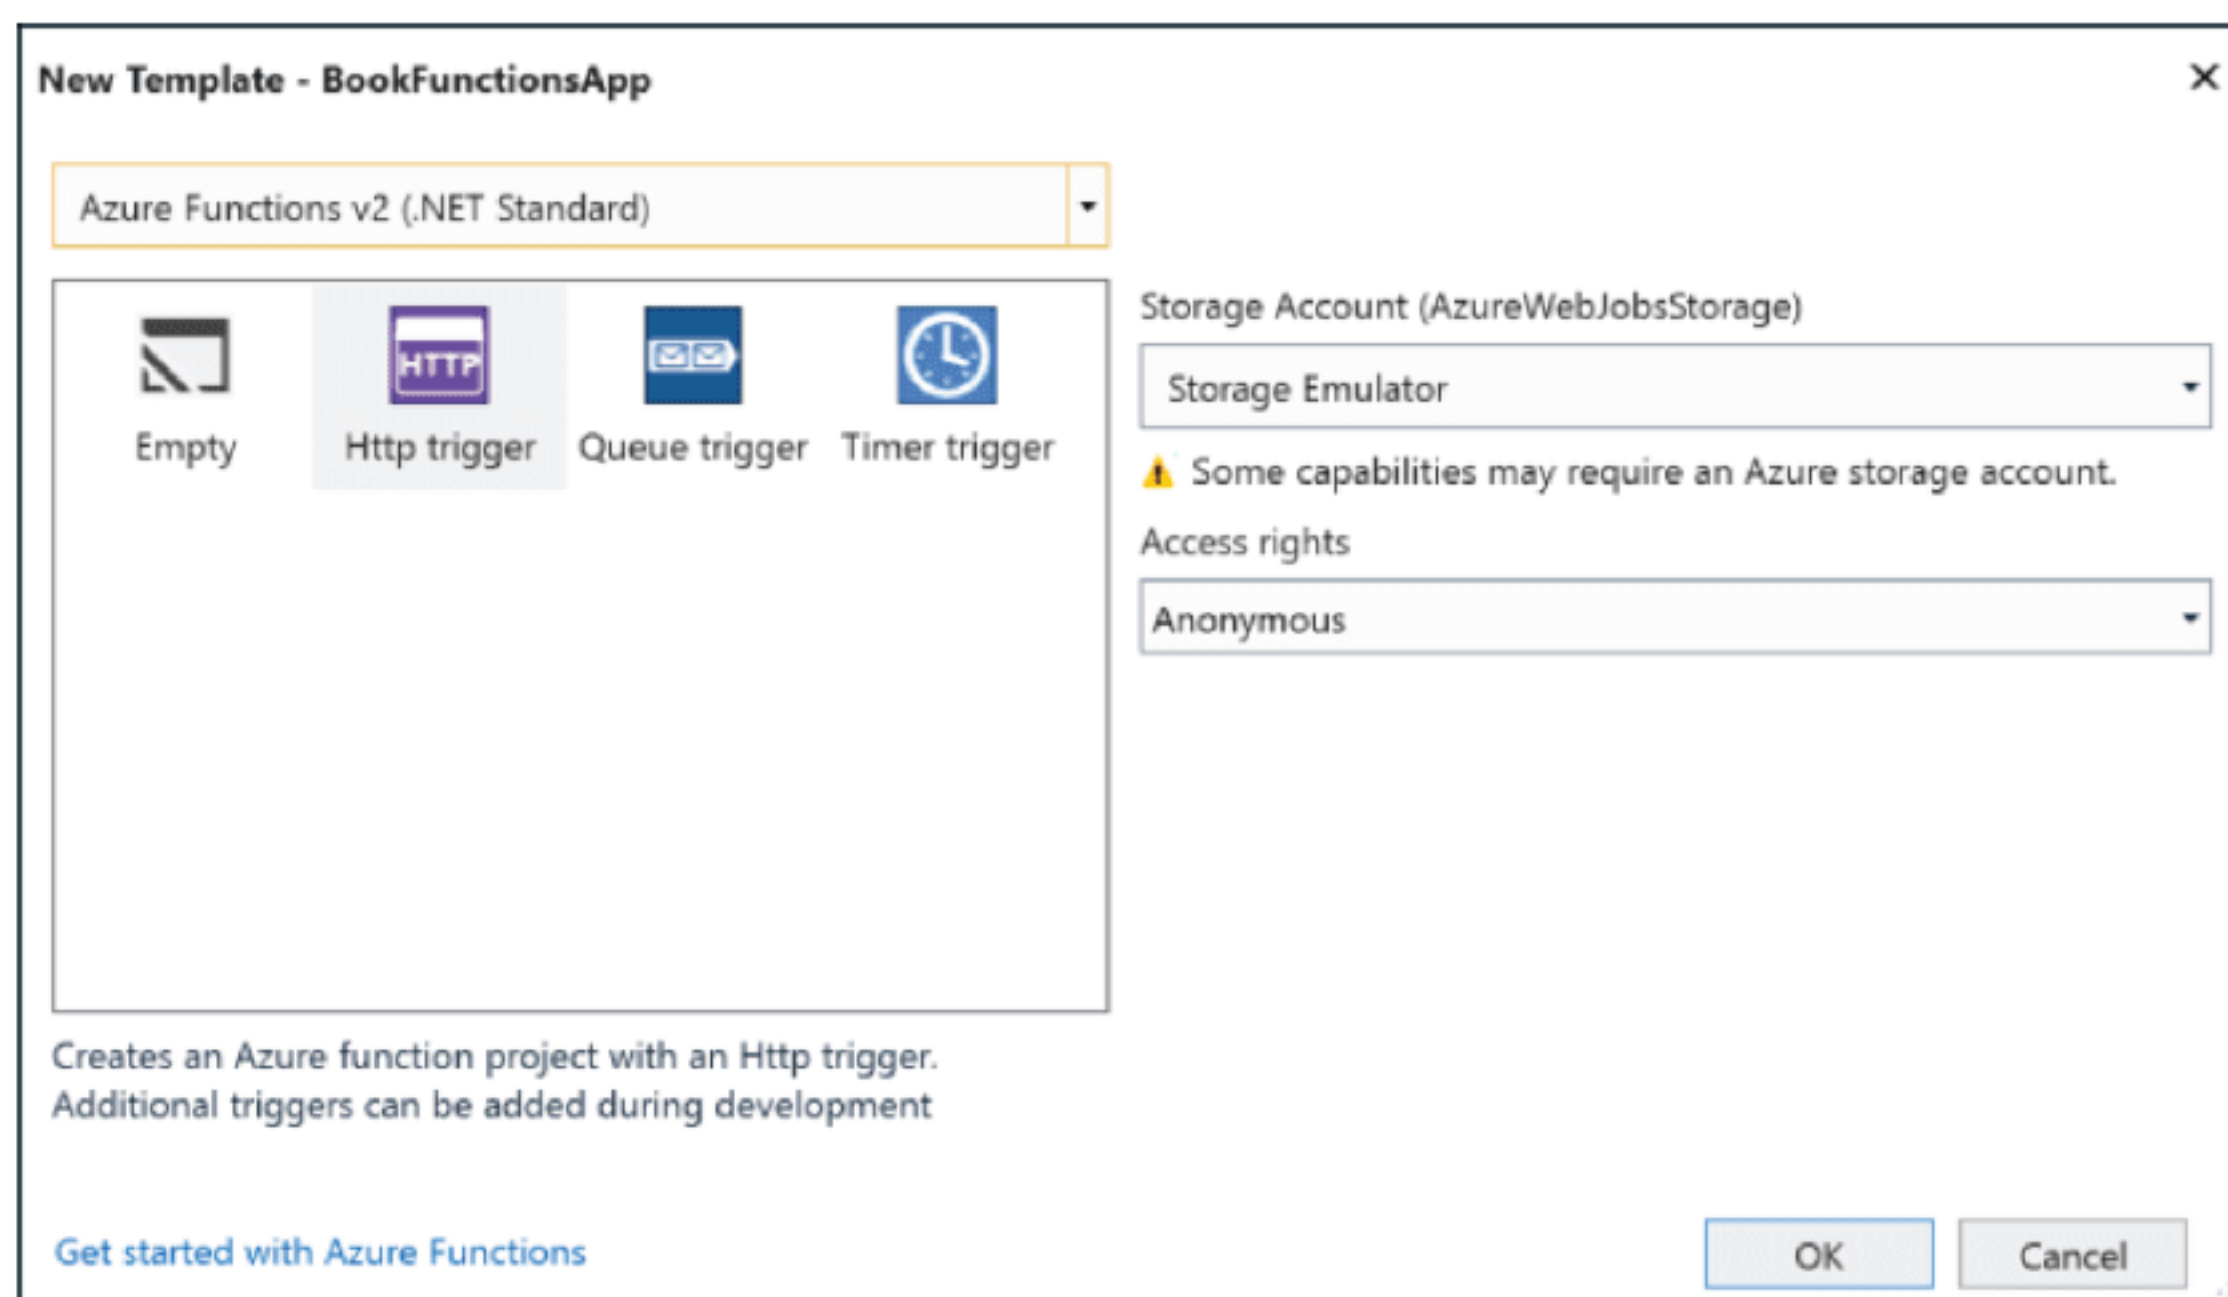 New Template - BookFunctionsApp
Azure Functions v2 (.NET Standard)
HTTP
Empty
Http trigger
Queue trigger
Timer trigger
Storage Account (AzureWebJobsStorage)
Storage Emulator
Some capabilities may require an Azure storage account.
Access rights
Anonymous
Creates an Azure function project with an Http trigger.
Additional triggers can be added during development
Get started with Azure Functions
OK
Cancel